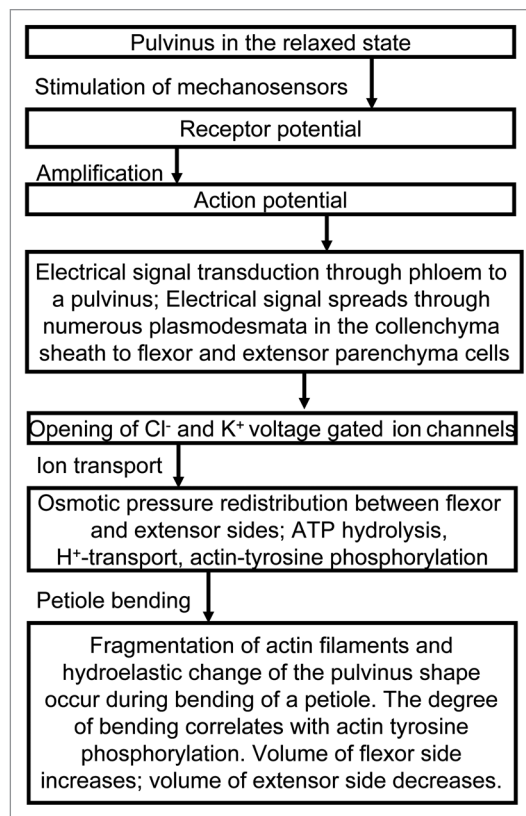 Pulvinus in the relaxed state
Stimulation of mechanosensors
Receptor potential
Amplification
Action potential
Electrical signal transduction through phloem to
a pulvinus; Electrical signal spreads through
numerous plasmodesmata in the collenchyma
sheath to flexor and extensor parenchyma cells
Opening of Cl⁻ and K⁺ voltage gated ion channels
Ion transport
Osmotic pressure redistribution between flexor
and extensor sides; ATP hydrolysis,
H⁺-transport, actin-tyrosine phosphorylation
Petiole bending
Fragmentation of actin filaments and
hydroelastic change of the pulvinus shape
occur during bending of a petiole. The degree
of bending correlates with actin tyrosine
phosphorylation. Volume of flexor side
increases; volume of extensor side decreases.